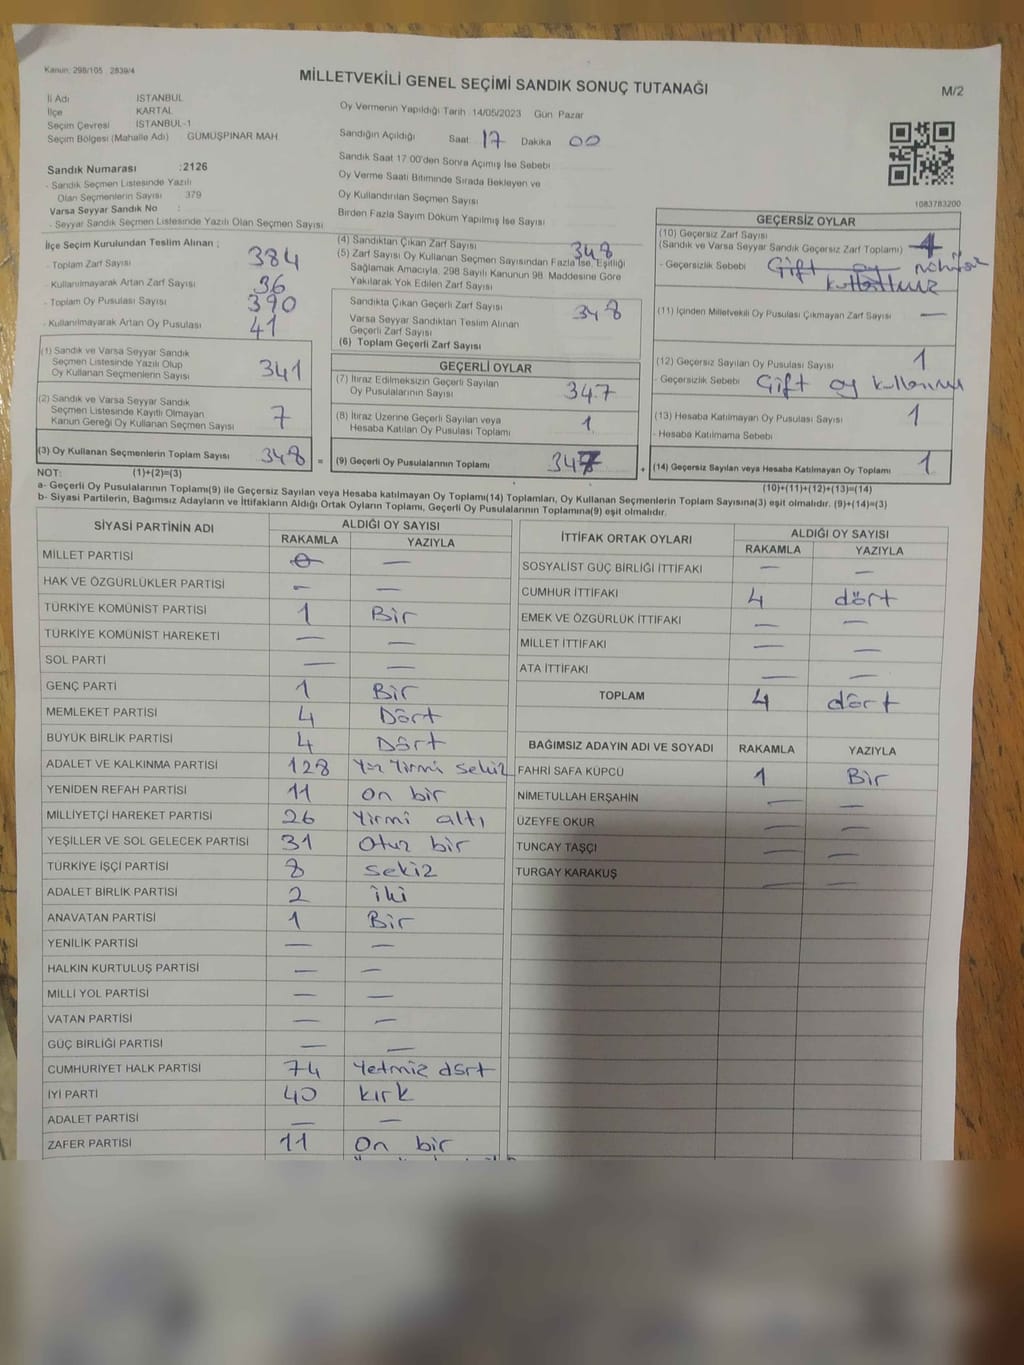 Kanun: 298/105 2839/4
MİLLETVEKİLİ GENEL SEÇİMİ SANDIK SONUÇ TUTANAĞI
M/2
İl Adı İSTANBUL
İlçe KARTAL
Seçim Çevresi İSTANBUL-1
Seçim Bölgesi (Mahalle Adı) GÜMÜŞPINAR MAH
Sandık Numarası :2126
- Sandık Seçmen Listesinde Yazılı
Olan Seçmenlerin Sayısı 379
Varsa Seyyar Sandık No :
- Seyyar Sandık Seçmen Listesinde Yazılı Olan Seçmen Sayısı
Oy Vermenin Yapıldığı Tarih 14/05/2023 Gün Pazar
Sandığın Açıldığı Saat 17 Dakika 00
Sandık Saat 17 00'den Sonra Açımış İse Sebebi
Oy Verme Saati Bitiminde Sırada Bekleyen ve
Oy Kullandırılan Seçmen Sayısı
Birden Fazla Sayım Döküm Yapılmış İse Sayısı
1083783200
İlçe Seçim Kurulundan Teslim Alınan ;
- Toplam Zarf Sayısı 384
- Kullanılmayarak Artan Zarf Sayısı 36
- Toplam Oy Pusulası Sayısı 390
- Kullanılmayarak Artan Oy Pusulası 41
(1) Sandık ve Varsa Seyyar Sandık
Seçmen Listesinde Yazılı Olup
Oy Kullanan Seçmenlerin Sayısı 341
(2) Sandık ve Varsa Seyyar Sandık
Seçmen Listesinde Kayıtlı Olmayan
Kanun Gereği Oy Kullanan Seçmen Sayısı 7
(3) Oy Kullanan Seçmenlerin Toplam Sayısı 348 =
(4) Sandıktan Çıkan Zarf Sayısı 348
(5) Zarf Sayısı Oy Kullanan Seçmen Sayısından Fazla İse, Eşitliği
Sağlamak Amacıyla, 298 Sayılı Kanunun 98. Maddesine Göre
Yakılarak Yok Edilen Zarf Sayısı
Sandıkta Çıkan Geçerli Zarf Sayısı 348
Varsa Seyyar Sandıktan Teslim Alınan
Geçerli Zarf Sayısı
(6) Toplam Geçerli Zarf Sayısı
GEÇERLİ OYLAR
(7) İtiraz Edilmeksizin Geçerli Sayılan
Oy Pusulalarının Sayısı 347
(8) İtiraz Üzerine Geçerli Sayılan veya
Hesaba Katılan Oy Pusulası Toplamı 1
(9) Geçerli Oy Pusulalarının Toplamı 347 +
GEÇERSİZ OYLAR
(10) Geçersiz Zarf Sayısı
(Sandık ve Varsa Seyyar Sandık Geçersiz Zarf Toplamı)
- Geçersizlik Sebebi Çift oy
(11) İçinden Milletvekili Oy Pusulası Çıkmayan Zarf Sayısı —
(12) Geçersiz Sayılan Oy Pusulası Sayısı 1
- Geçersizlik Sebebi Çift oy
(13) Hesaba Katılmayan Oy Pusulası Sayısı 1
- Hesaba Katılmama Sebebi
(14) Geçersiz Sayılan veya Hesaba Katılmayan Oy Toplamı 1
NOT: (1)+(2)=(3) (10)+(11)+(12)+(13)=(14)
a- Geçerli Oy Pusulalarının Toplamı(9) ile Geçersiz Sayılan veya Hesaba katılmayan Oy Toplamı(14) Toplamları, Oy Kullanan Seçmenlerin Toplam Sayısına(3) eşit olmalıdır. (9)+(14)=(3)
b- Siyasi Partilerin, Bağımsız Adayların ve İttifakların Aldığı Ortak Oyların Toplamı, Geçerli Oy Pusulalarının Toplamına(9) eşit olmalıdır.
SİYASİ PARTİNİN ADI ALDIĞI OY SAYISI
RAKAMLA YAZIYLA
MİLLET PARTİSİ 0 —
HAK VE ÖZGÜRLÜKLER PARTİSİ — —
TÜRKİYE KOMÜNİST PARTİSİ 1 Bir
TÜRKİYE KOMÜNİST HAREKETİ — —
SOL PARTİ — —
GENÇ PARTİ 1 Bir
MEMLEKET PARTİSİ 4 Dört
BÜYÜK BİRLİK PARTİSİ 4 Dört
ADALET VE KALKINMA PARTİSİ 128 Yüz Yirmi sekiz
YENİDEN REFAH PARTİSİ 11 on bir
MİLLİYETÇİ HAREKET PARTİSİ 26 Yirmi altı
YEŞİLLER VE SOL GELECEK PARTİSİ 31 Otuz bir
TÜRKİYE İŞÇİ PARTİSİ 8 sekiz
ADALET BİRLİK PARTİSİ 2 iki
ANAVATAN PARTİSİ 1 Bir
YENİLİK PARTİSİ — —
HALKIN KURTULUŞ PARTİSİ — —
MİLLİ YOL PARTİSİ — —
VATAN PARTİSİ — —
GÜÇ BİRLİĞİ PARTİSİ — —
CUMHURİYET HALK PARTİSİ 74 Yetmiz dört
İYİ PARTİ 40 kırk
ADALET PARTİSİ — —
ZAFER PARTİSİ 11 On bir
İTTİFAK ORTAK OYLARI ALDIĞI OY SAYISI
RAKAMLA YAZIYLA
SOSYALİST GÜÇ BİRLİĞİ İTTİFAKI — —
CUMHUR İTTİFAKI 4 dört
EMEK VE ÖZGÜRLÜK İTTİFAKI — —
MİLLET İTTİFAKI — —
ATA İTTİFAKI — —
TOPLAM 4 dört
BAĞIMSIZ ADAYIN ADI VE SOYADI RAKAMLA YAZIYLA
FAHRİ SAFA KÜPCÜ 1 Bir
NİMETULLAH ERŞAHİN — —
ÜZEYFE OKUR — —
TUNCAY TAŞÇI — —
TURGAY KARAKUŞ — —